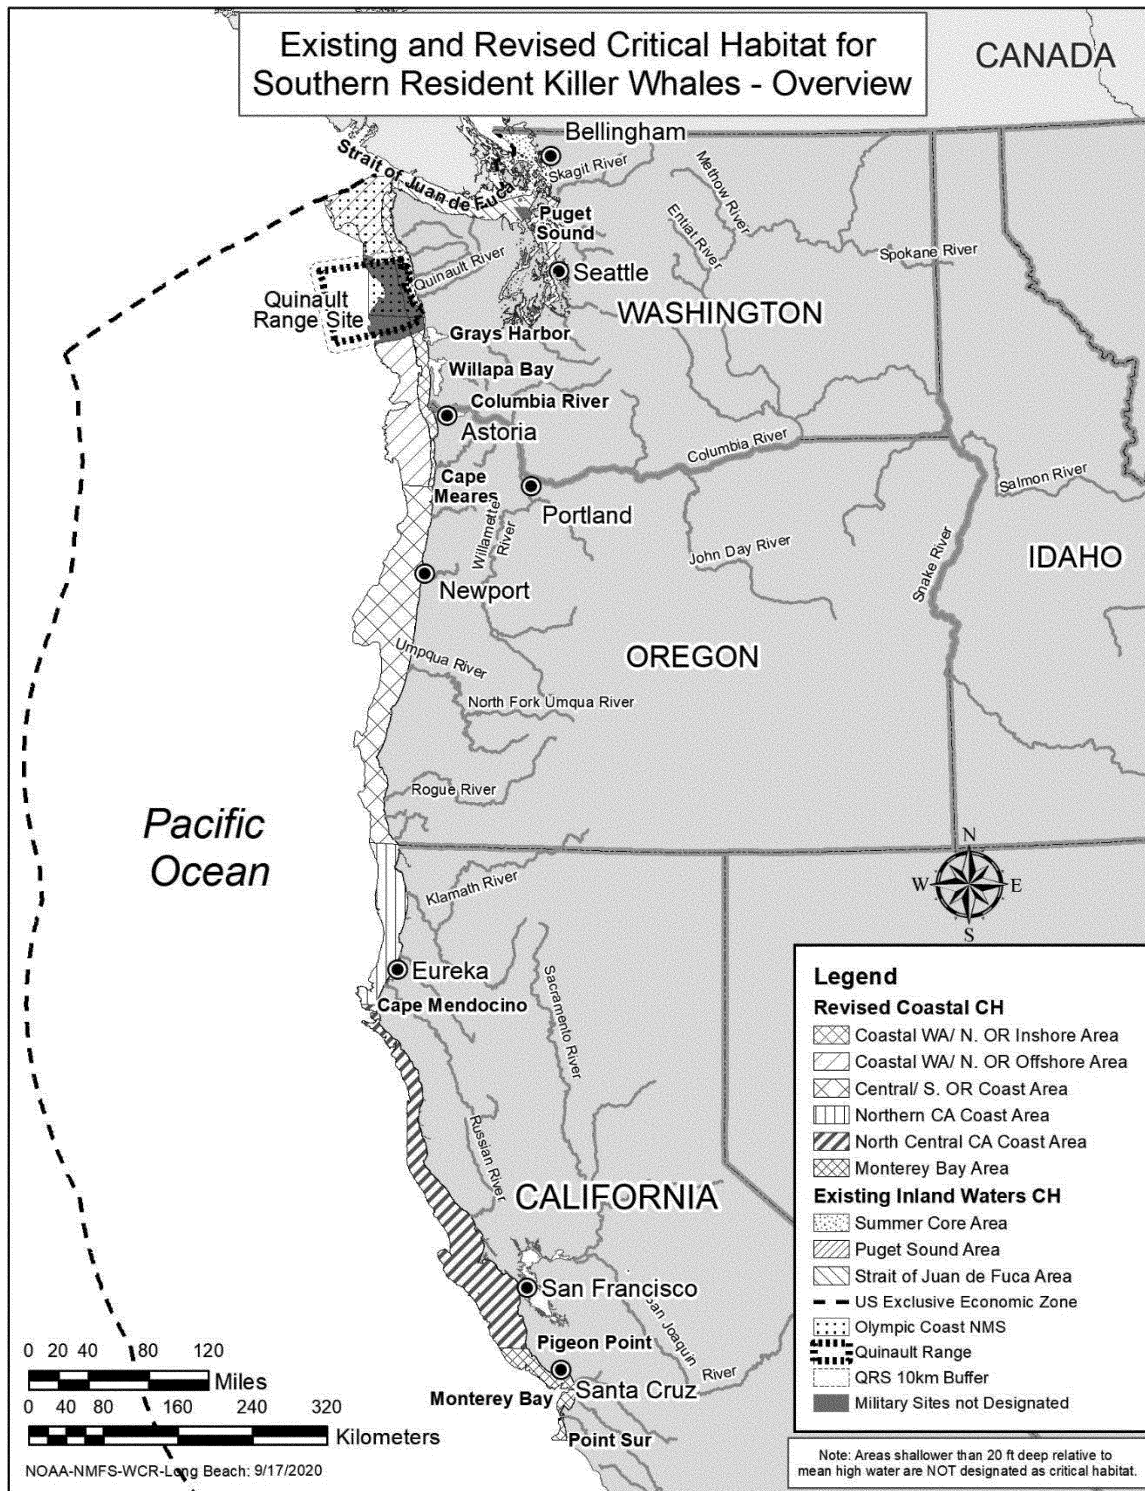 Existing and Revised Critical Habitat for
Southern Resident Killer Whales - Overview
CANADA
Bellingham
Strait of Juan de Fuca
Skagit River
Methow River
Puget
Sound
Entiat River
Spokane River
Quinault River
Seattle
Quinault
Range Site
WASHINGTON
Grays Harbor
Willapa Bay
Columbia River
Astoria
Columbia River
Cape
Meares
Salmon River
Portland
Willamette
River
John Day River
Snake River
IDAHO
Newport
Umpqua River
OREGON
North Fork Umqua River
Rogue River
Pacific
Ocean
N
W
E
S
Klamath River
Eureka
Sacramento River
Cape Mendocino
Russian River
CALIFORNIA
San Francisco
San Joaquin
River
Pigeon Point
Santa Cruz
Monterey Bay
Point Sur
Legend
Revised Coastal CH
Coastal WA/ N. OR Inshore Area
Coastal WA/ N. OR Offshore Area
Central/ S. OR Coast Area
Northern CA Coast Area
North Central CA Coast Area
Monterey Bay Area
Existing Inland Waters CH
Summer Core Area
Puget Sound Area
Strait of Juan de Fuca Area
US Exclusive Economic Zone
Olympic Coast NMS
Quinault Range
QRS 10km Buffer
Military Sites not Designated
0 20 40 80 120
Miles
0 40 80 160 240 320
Kilometers
NOAA-NMFS-WCR-Long Beach: 9/17/2020
Note: Areas shallower than 20 ft deep relative to
mean high water are NOT designated as critical habitat.